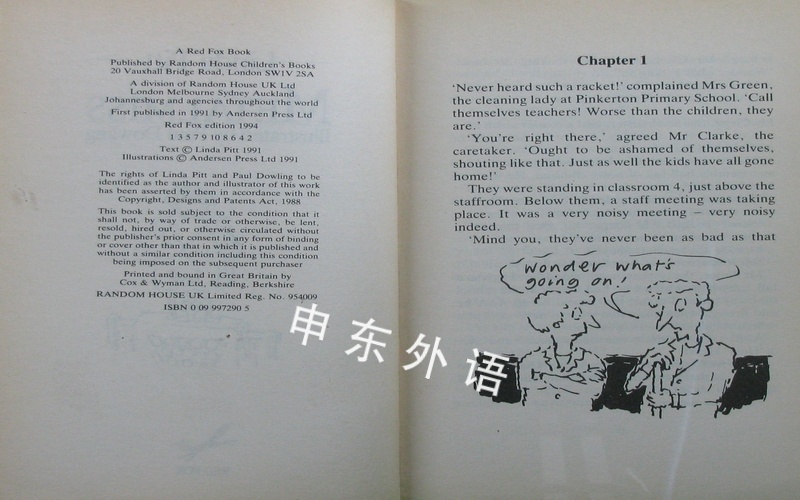 A Red Fox Book
Published by Random House Children's Books
20 Vauxhall Bridge Road, London SW1V 2SA
A division of Random House UK Ltd
London Melbourne Sydney Auckland
Johannesburg and agencies throughout the world
First published in 1991 by Andersen Press Ltd
Red Fox edition 1994
1 3 5 7 9 10 8 6 4 2
Text © Linda Pitt 1991
Illustrations © Andersen Press Ltd 1991
The rights of Linda Pitt and Paul Dowling to be
identified as the author and illustrator of this work
has been asserted by them in accordance with the
Copyright, Designs and Patents Act, 1988
This book is sold subject to the condition that it
shall not, by way of trade or otherwise, be lent,
resold, hired out, or otherwise circulated without
the publisher's prior consent in any form of binding
or cover other than that in which it is published and
without a similar condition including this condition
being imposed on the subsequent purchaser
Printed and bound in Great Britain by
Cox & Wyman Ltd, Reading, Berkshire
RANDOM HOUSE UK Limited Reg. No. 954009
ISBN 0 09 997290 5
Chapter 1
'Never heard such a racket!' complained Mrs Green,
the cleaning lady at Pinkerton Primary School. 'Call
themselves teachers! Worse than the children, they
are.'
'You're right there,' agreed Mr Clarke, the
caretaker. 'Ought to be ashamed of themselves,
shouting like that. Just as well the kids have all gone
home!'
They were standing in classroom 4, just above the
staffroom. Below them, a staff meeting was taking
place. It was a very noisy meeting – very noisy
indeed.
'Mind you, they've never been as bad as that
wonder what's
going on!
申东外语